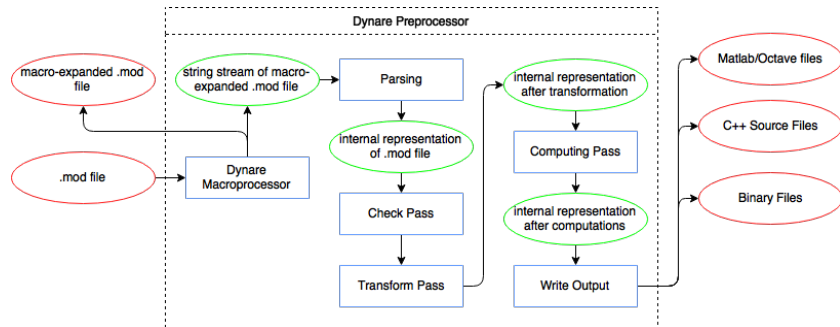 Dynare Preprocessor
macro-expanded .mod
file
string stream of macro-
expanded .mod file
Parsing
internal representation
after transformation
Matlab/Octave files
C++ Source Files
internal representation
of .mod file
Computing Pass
.mod file
Dynare
Macroprocessor
Check Pass
internal representation
after computations
Binary Files
Transform Pass
Write Output